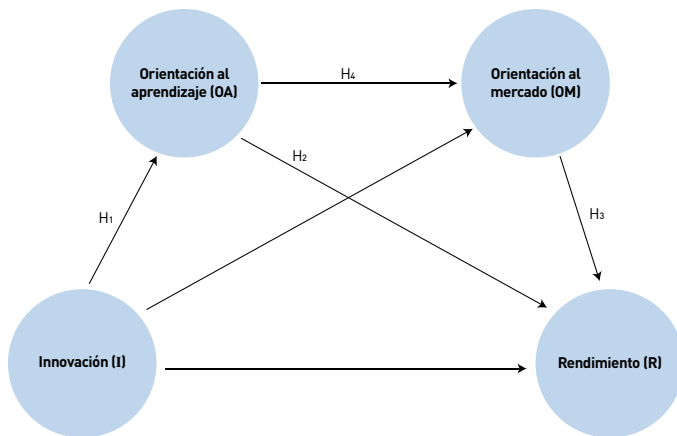 Orientación al
aprendizaje (OA)
H4
Orientación al
mercado (OM)
H2
H1
H3
Innovación (I)
Rendimiento (R)